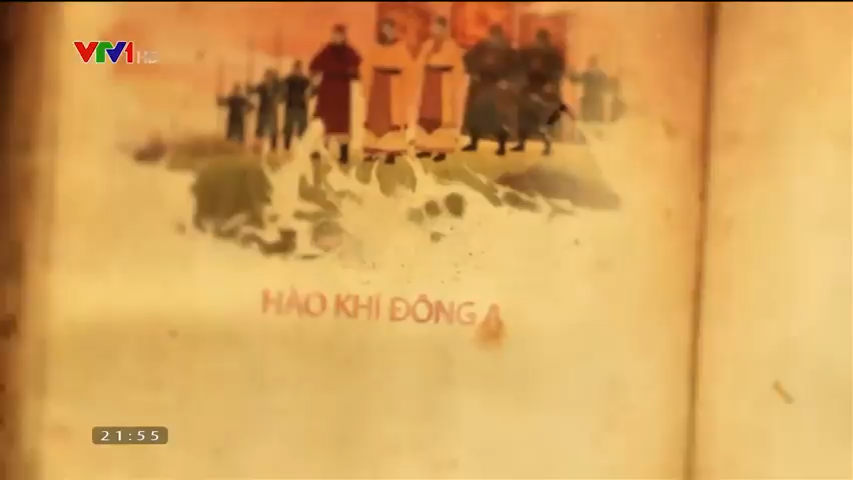 VTV1 HD
HÀO KHÍ ĐÔNG A
21:55